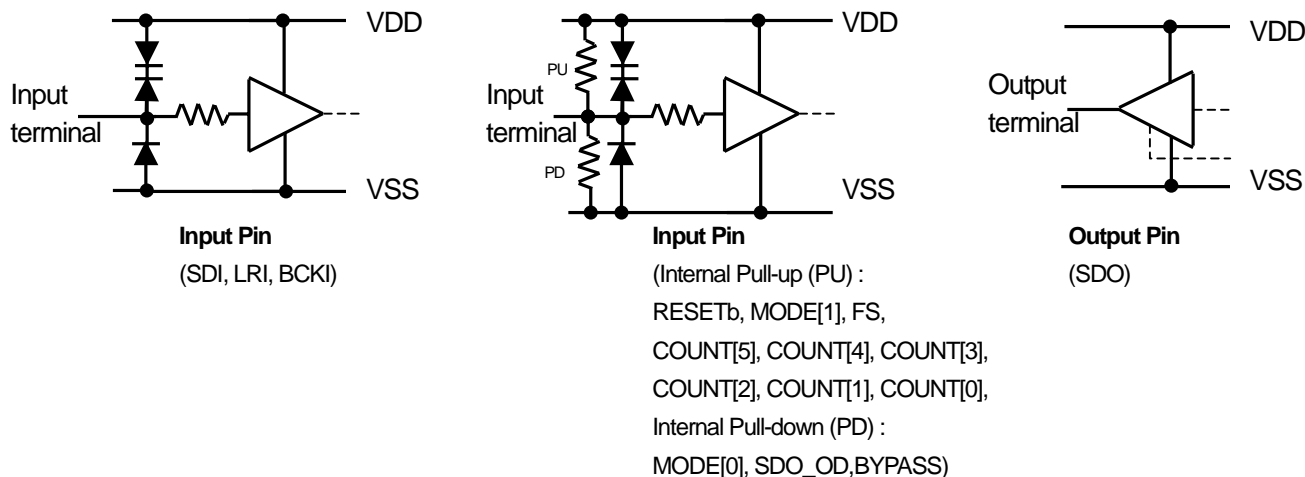 VDD
Input
terminal
VSS
Input Pin
(SDI, LRI, BCKI)
VDD
PU
Input
terminal
PD
VSS
Input Pin
(Internal Pull-up (PU) :
RESETb, MODE[1], FS,
COUNT[5], COUNT[4], COUNT[3],
COUNT[2], COUNT[1], COUNT[0],
Internal Pull-down (PD) :
MODE[0], SDO_OD,BYPASS)
VDD
Output
terminal
VSS
Output Pin
(SDO)